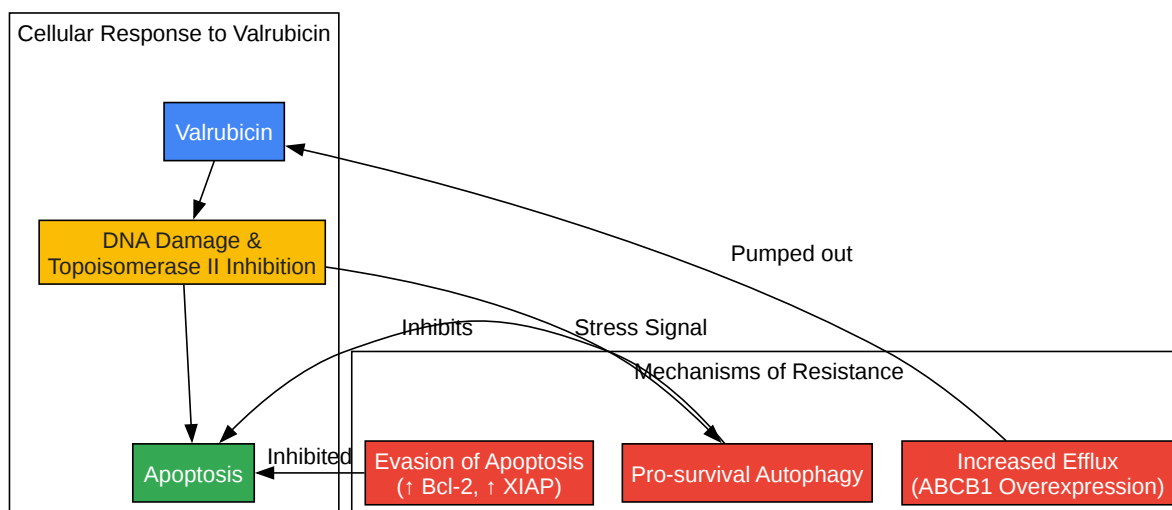 Cellular Response to Valrubicin
Valrubicin
DNA Damage &
Topoisomerase II Inhibition
Pumped out
Inhibits
Stress Signal
Mechanisms of Resistance
Apoptosis
Inhibited
Evasion of Apoptosis
(↑ Bcl-2, ↑ XIAP)
Pro-survival Autophagy
Increased Efflux
(ABCB1 Overexpression)